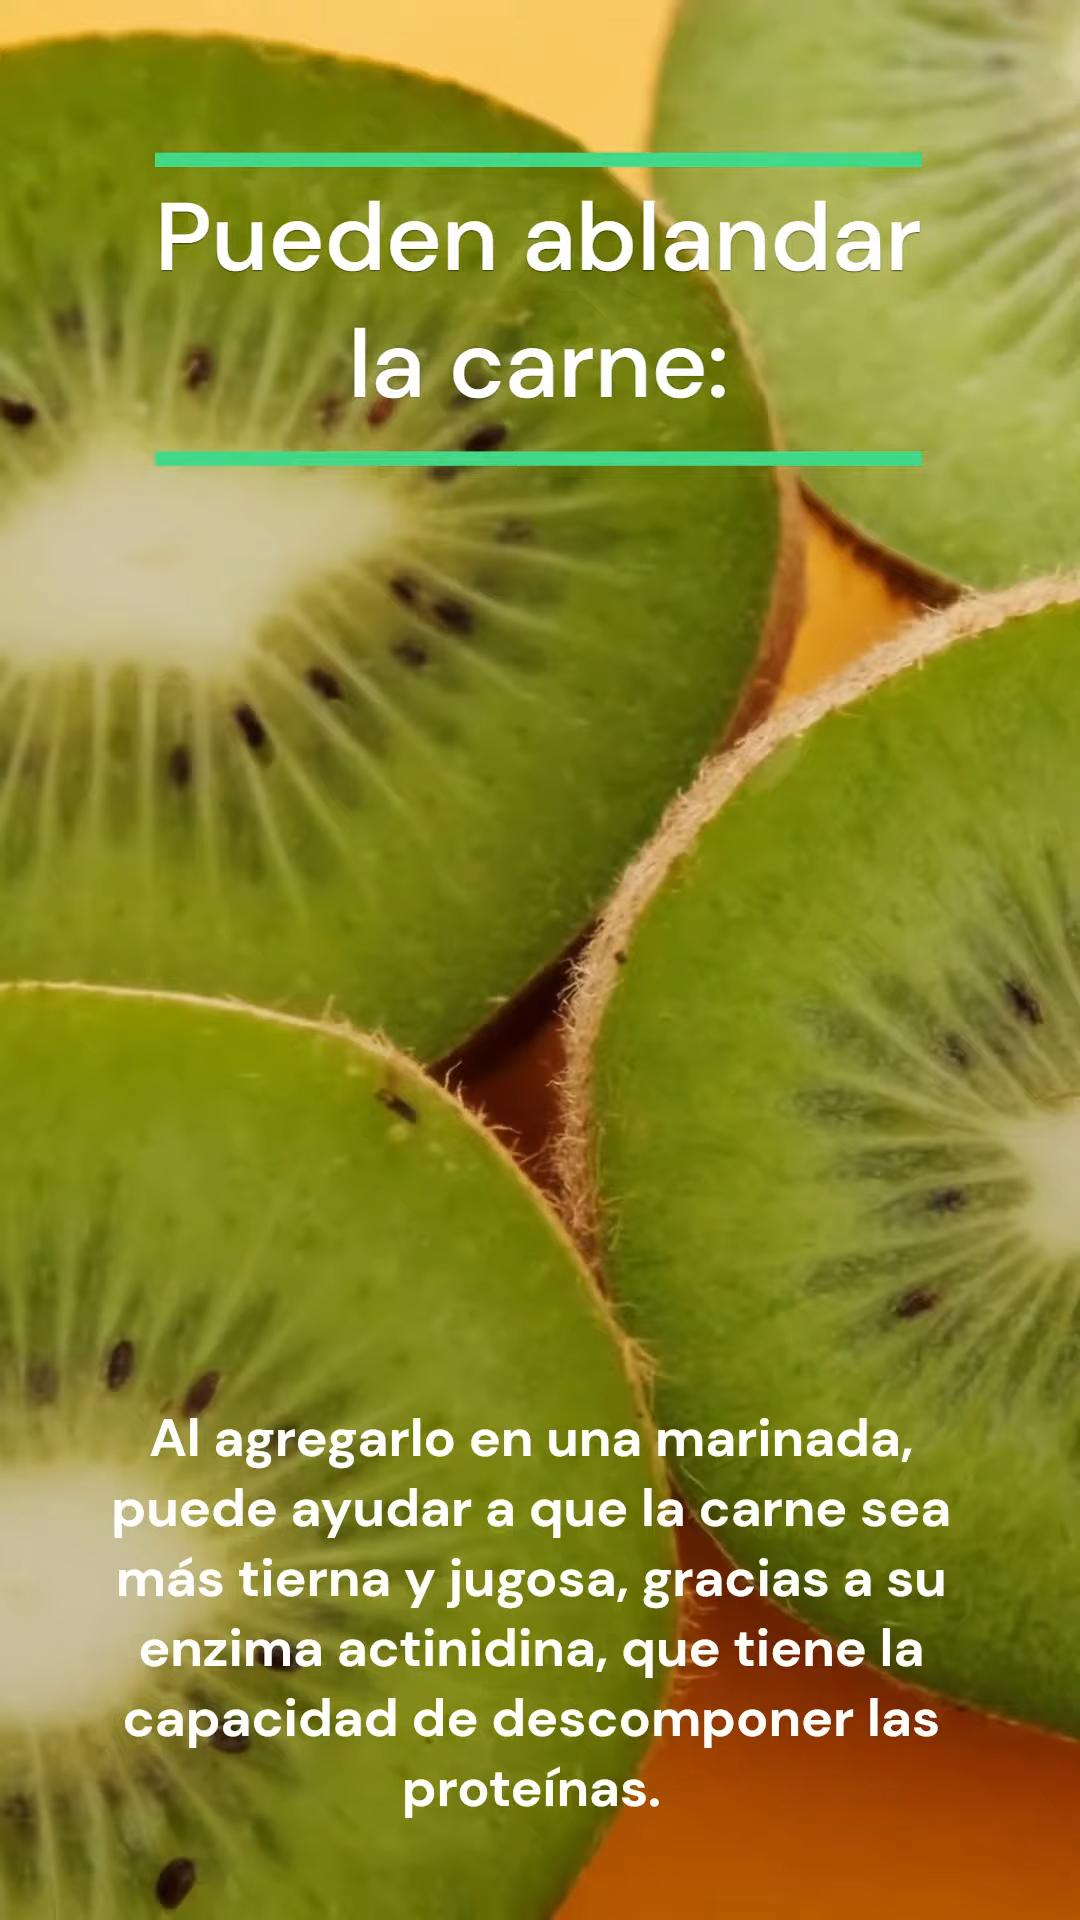 Pueden ablandar
la carne:
Al agregarlo en una marinada,
puede ayudar a que la carne sea
más tierna y jugosa, gracias a su
enzima actinidina, que tiene la
capacidad de descomponer las
proteínas.